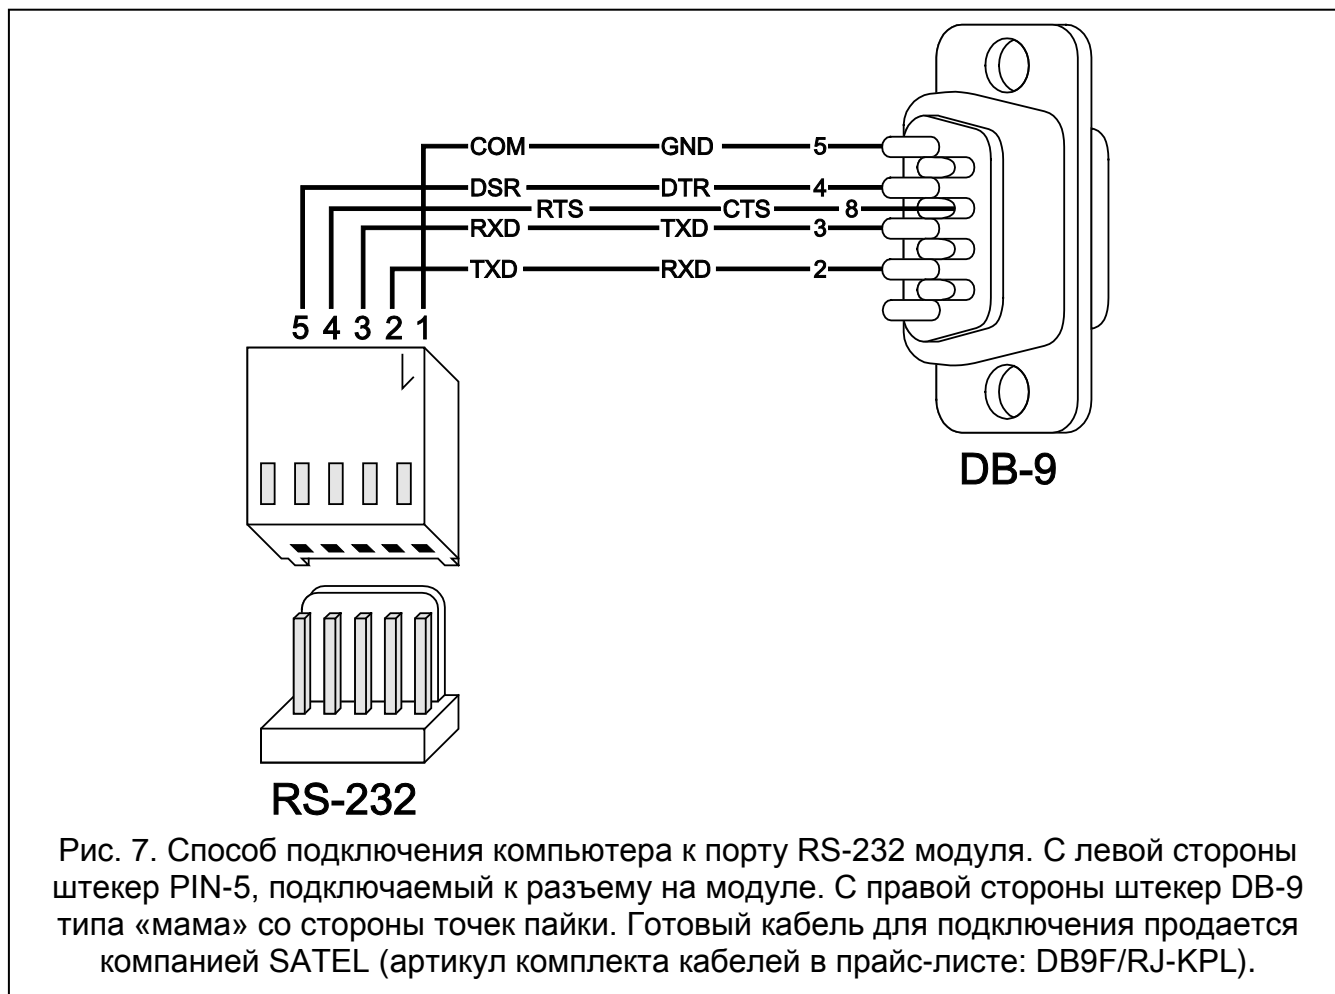 COM GND 5
DSR DTR 4
RTS CTS 8
RXD TXD 3
TXD RXD 2
5 4 3 2 1
DB-9
RS-232
Рис. 7. Способ подключения компьютера к порту RS-232 модуля. С левой стороны
штекер PIN-5, подключаемый к разъему на модуле. С правой стороны штекер DB-9
типа «мама» со стороны точек пайки. Готовый кабель для подключения продается
компанией SATEL (артикул комплекта кабелей в прайс-листе: DB9F/RJ-KPL).